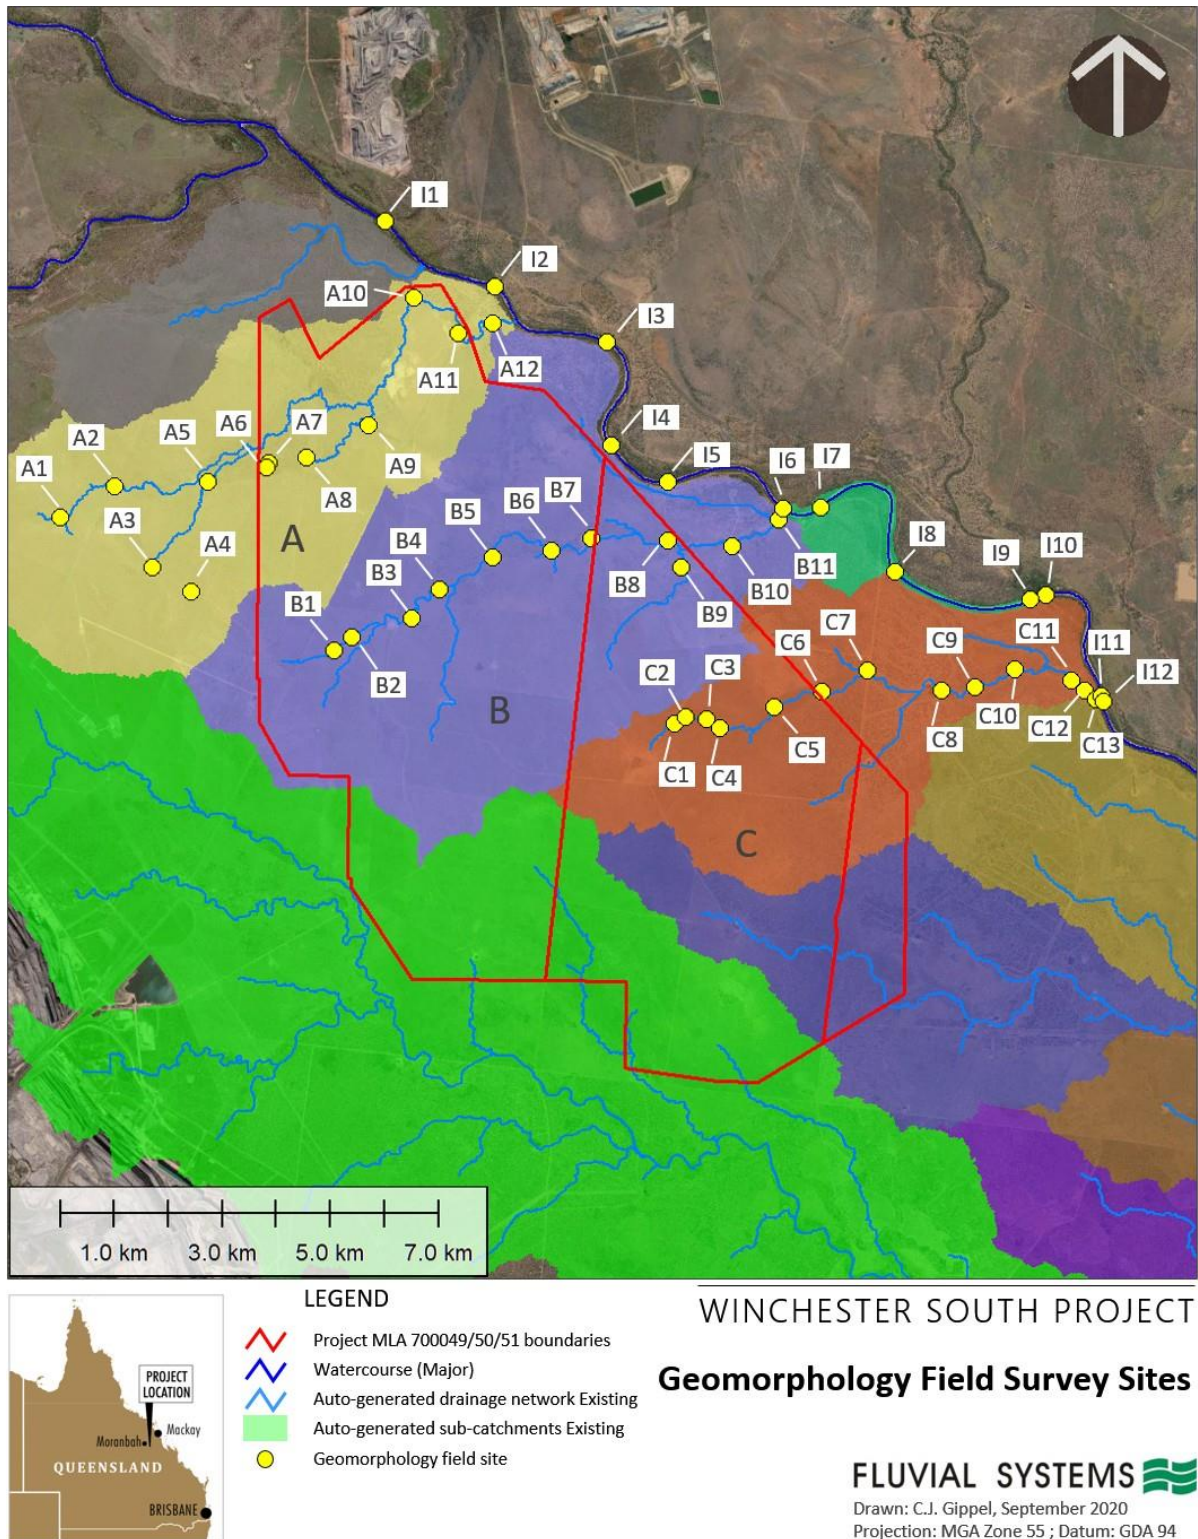 I1
I2
A10
I3
A11
A12
I4
A6
A7
A5
A2
A1
A9
I5
A8
I6
I7
A3
A4
B7
B6
B5
A
B4
B11
I8
B3
I9
I10
B8
B10
B1
B9
C7
C11
C6
C9
I11
C2
C3
I12
B2
B
C10
C12
C5
C8
C13
C1
C4
C
1.0 km 3.0 km 5.0 km 7.0 km
LEGEND
Project MLA 700049/50/51 boundaries
Watercourse (Major)
Auto-generated drainage network Existing
Auto-generated sub-catchments Existing
Geomorphology field site
WINCHESTER SOUTH PROJECT
Geomorphology Field Survey Sites
PROJECT
LOCATION
Mackay
Moranbah
QUEENSLAND
BRISBANE
FLUVIAL SYSTEMS
Drawn: C.J. Gippel, September 2020
Projection: MGA Zone 55 ; Datum: GDA 94